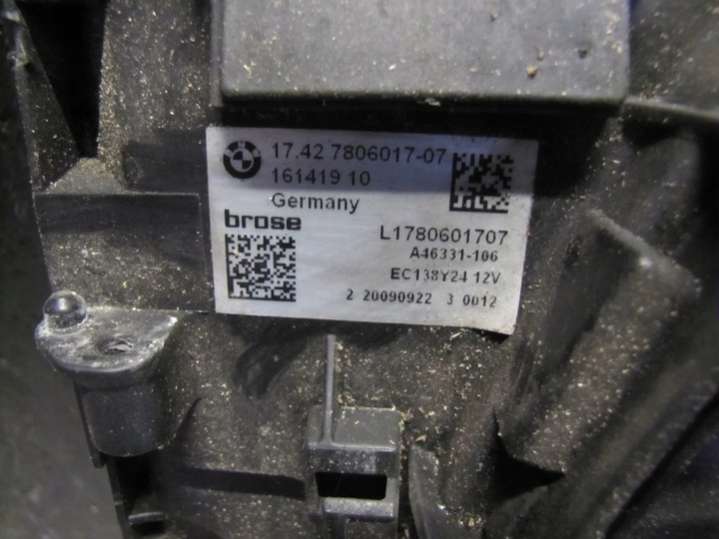 17.42 7806017-07
161419 10
Germany
brose
L1780601707
A46331-106
EC138Y24 12V
2 20090922 3 0012